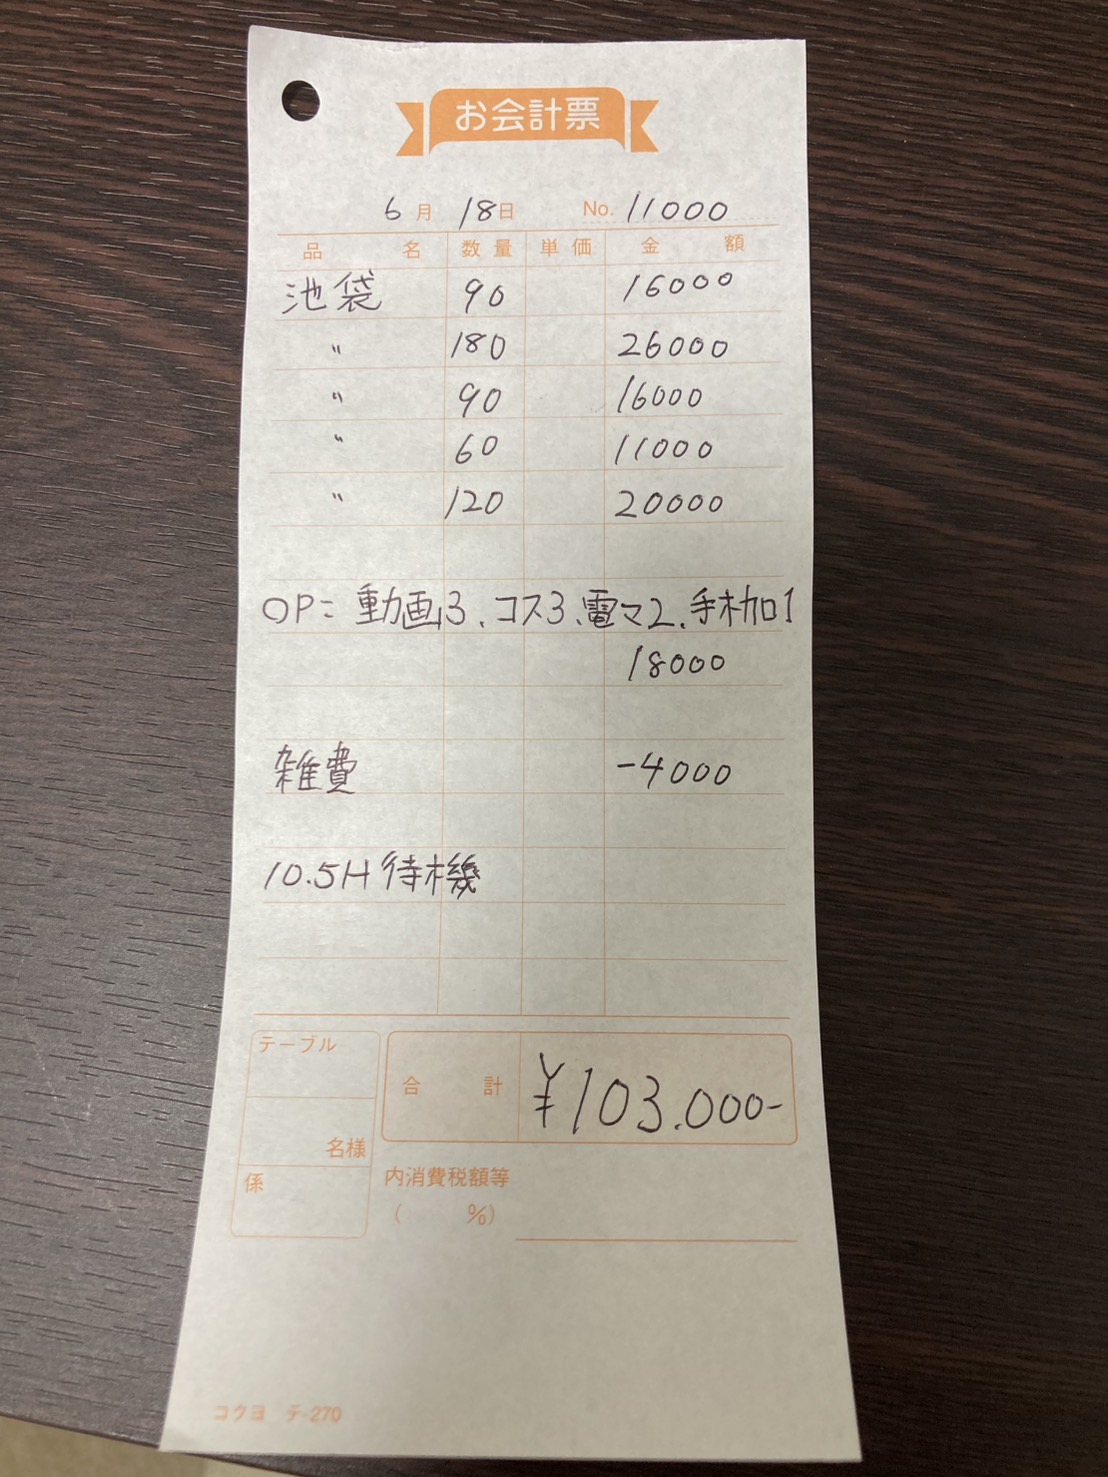 お会計票
6月 18日 No. 11000
品名 数量 単価 金額
池袋 90 16000
〃 180 26000
〃 90 16000
〃 60 11000
〃 120 20000
OP=動画3、コス3、電マ2、手枷1
18000
雑費 -4000
10.5H待機
テーブル
合計 ¥103.000-
名様
係
内消費税額等
( %)
コクヨ テ-270